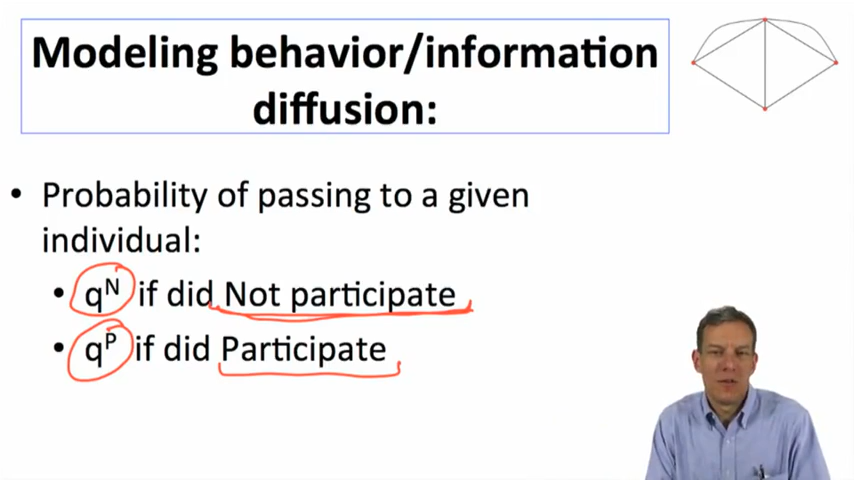 Modeling behavior/information
diffusion:
• Probability of passing to a given
individual:
• qᴺ if did Not participate
• qᴾ if did Participate